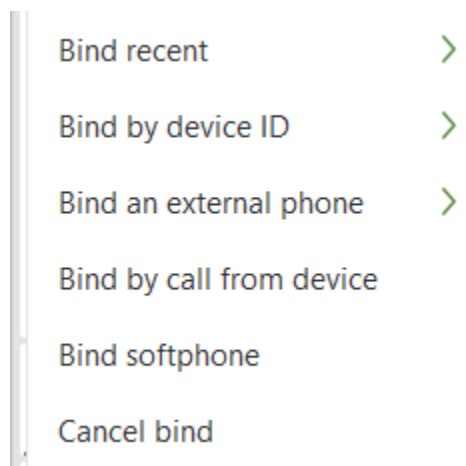 Bind recent
Bind by device ID
Bind an external phone
Bind by call from device
Bind softphone
Cancel bind